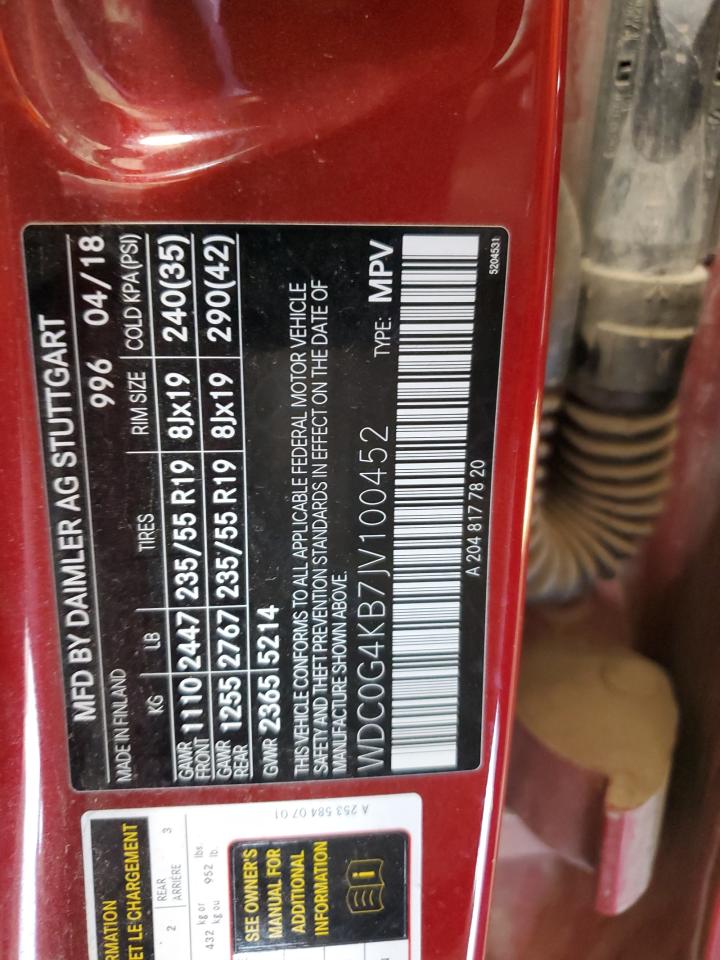 MFD BY DAIMLER AG STUTTGART
MADE IN FINLAND 996 04/18
KG LB TIRES RIM SIZE COLD KPA(PSI)
GAWR FRONT 1110 2447 235/55 R19 8Jx19 240(35)
GAWR REAR 1255 2767 235/55 R19 8Jx19 290(42)
GVWR 2365 5214
THIS VEHICLE CONFORMS TO ALL APPLICABLE FEDERAL MOTOR VEHICLE
SAFETY AND THEFT PREVENTION STANDARDS IN EFFECT ON THE DATE OF
MANUFACTURE SHOWN ABOVE.
WDC0G4KB7JV100452 TYPE: MPV
A 204 817 78 20
5204531
RMATION
ET LE CHARGEMENT
2 REAR ARRIÈRE 3
432 kg or kg ou 952 lbs. lb.
SEE OWNER'S
MANUAL FOR
ADDITIONAL
INFORMATION
A 253 584 07 01